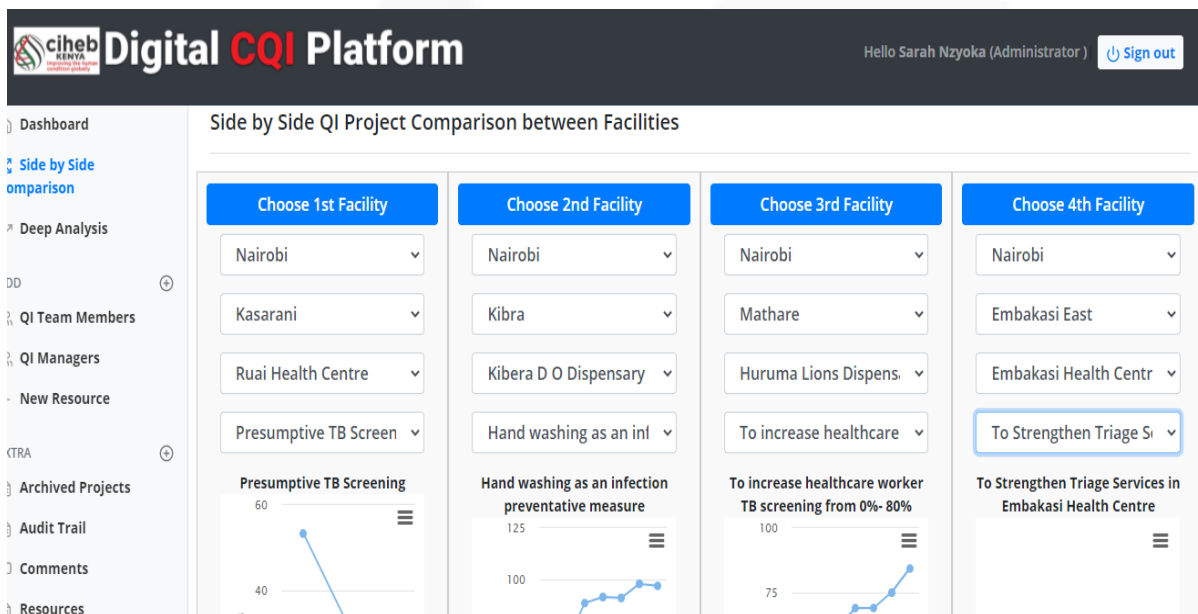 ciheb
KENYA
Improving the human
condition globally
Digital CQI Platform
Hello Sarah Nzyoka (Administrator )
Sign out
Dashboard
Side by Side
omparison
Deep Analysis
DD
QI Team Members
QI Managers
New Resource
XTRA
Archived Projects
Audit Trail
Comments
Resources
Side by Side QI Project Comparison between Facilities
Choose 1st Facility
Nairobi
Kasarani
Ruai Health Centre
Presumptive TB Screen
Presumptive TB Screening
60
40
Choose 2nd Facility
Nairobi
Kibra
Kibera D O Dispensary
Hand washing as an inf
Hand washing as an infection
preventative measure
125
100
Choose 3rd Facility
Nairobi
Mathare
Huruma Lions Dispens
To increase healthcare
To increase healthcare worker
TB screening from 0%- 80%
100
75
Choose 4th Facility
Nairobi
Embakasi East
Embakasi Health Centr
To Strengthen Triage S
To Strengthen Triage Services in
Embakasi Health Centre